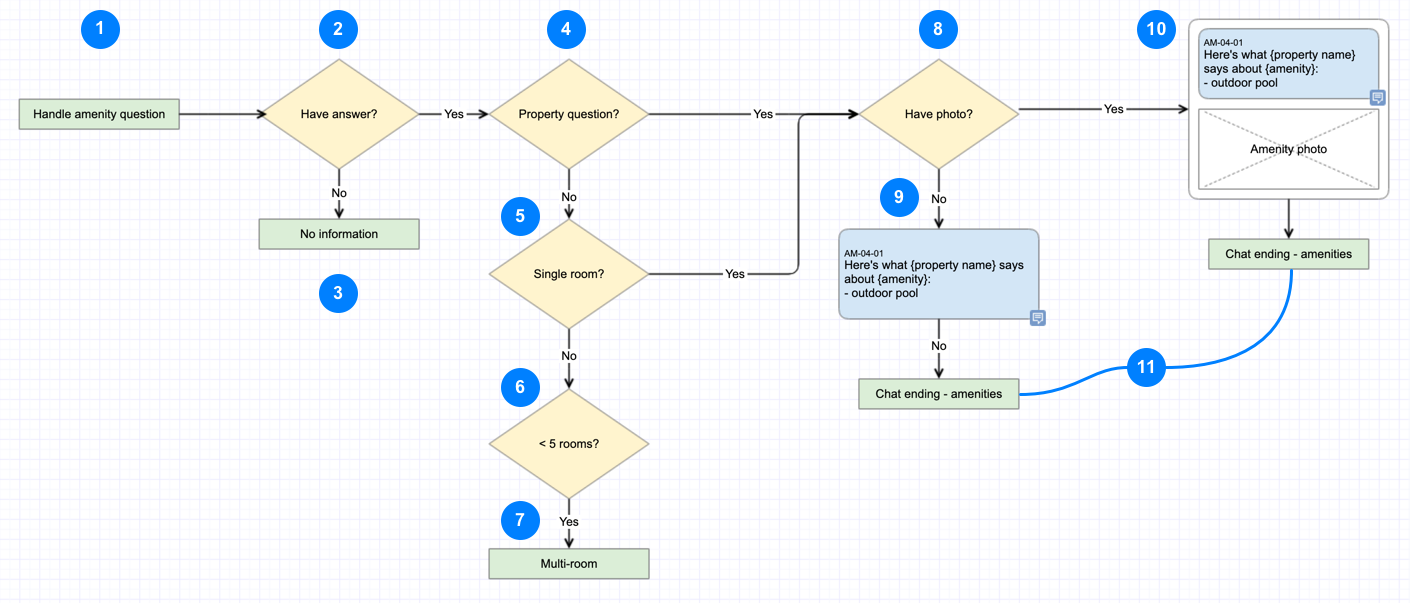 1
2
4
8
10
Handle amenity question
Have answer?
Yes
Property question?
Yes
Have photo?
Yes
AM-04-01
Here's what {property name}
says about {amenity}:
- outdoor pool
Amenity photo
No
No information
3
No
5
Single room?
Yes
9
No
AM-04-01
Here's what {property name} says
about {amenity}:
- outdoor pool
Chat ending - amenities
No
6
< 5 rooms?
No
Chat ending - amenities
11
7
Yes
Multi-room